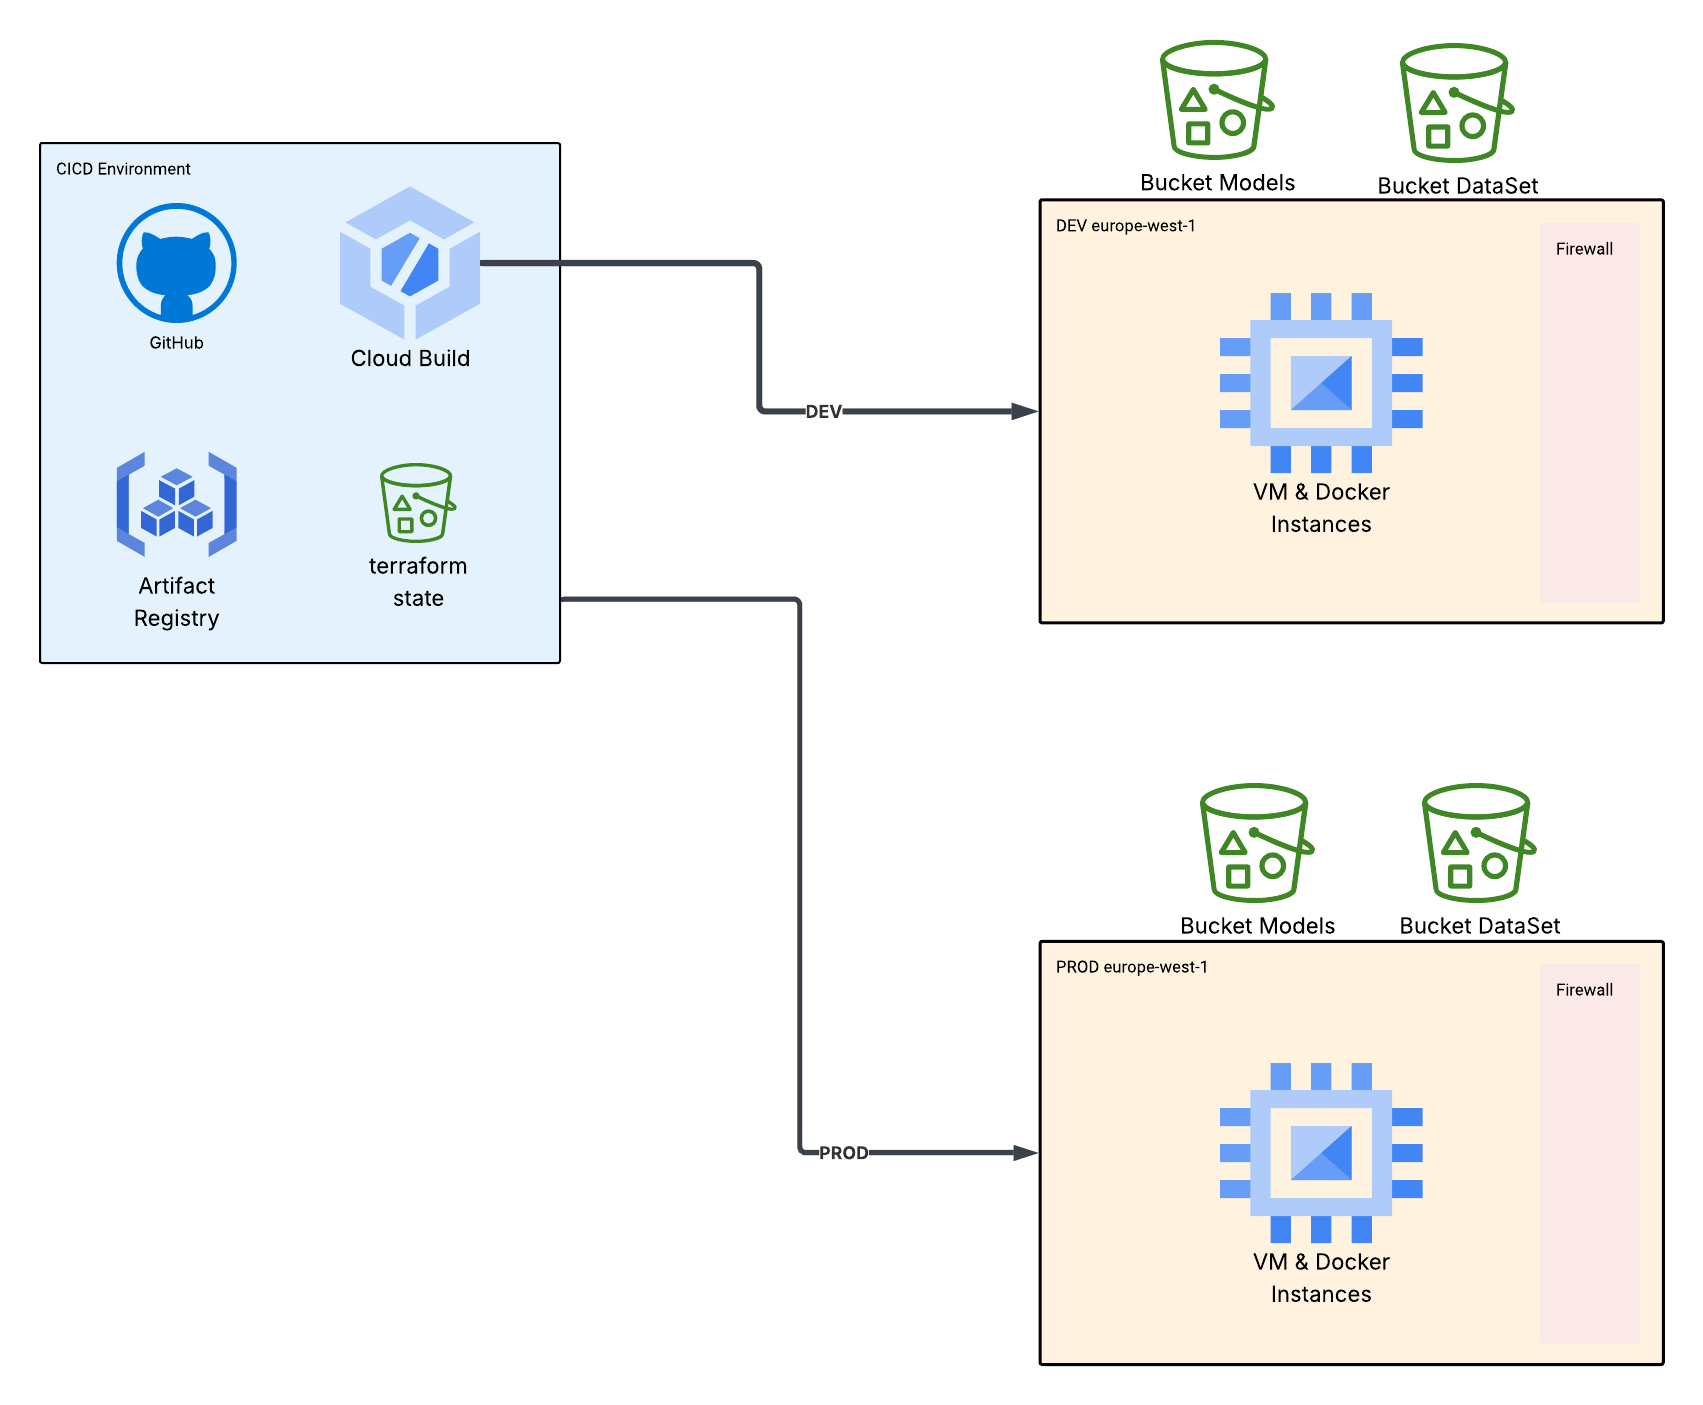 CICD Environment
GitHub
Cloud Build
Artifact
Registry
terraform
state
DEV
PROD
Bucket Models
Bucket DataSet
DEV europe-west-1
Firewall
VM & Docker
Instances
Bucket Models
Bucket DataSet
PROD europe-west-1
Firewall
VM & Docker
Instances